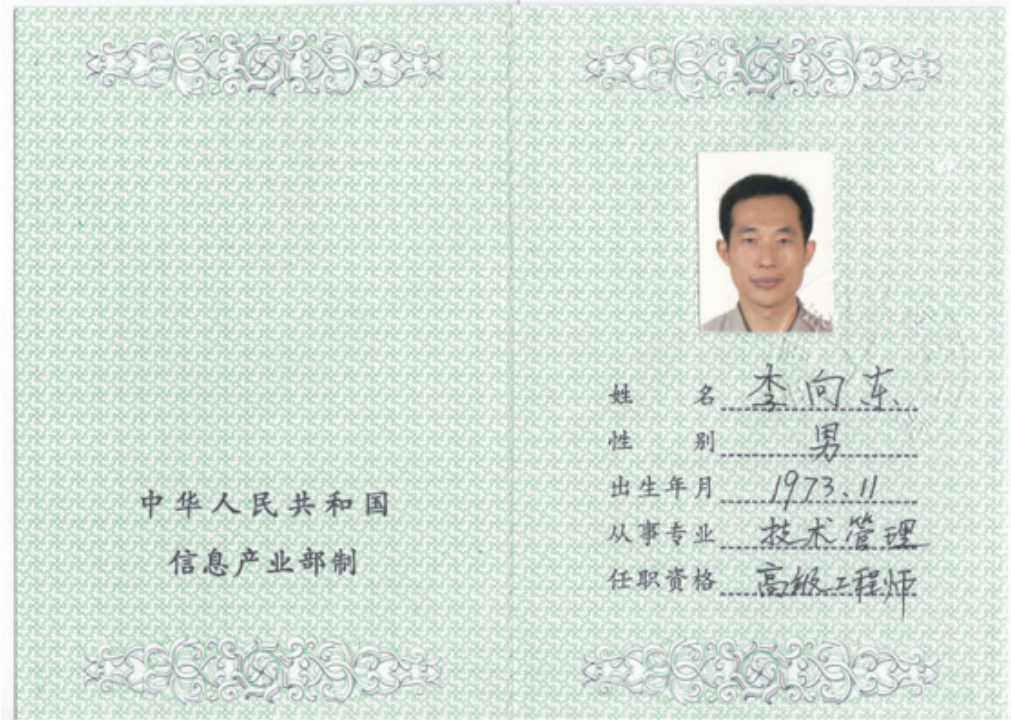 中华人民共和国
信息产业部制
姓名 李向东
性别 男
出生年月 1973.11
从事专业 技术管理
任职资格 高级工程师